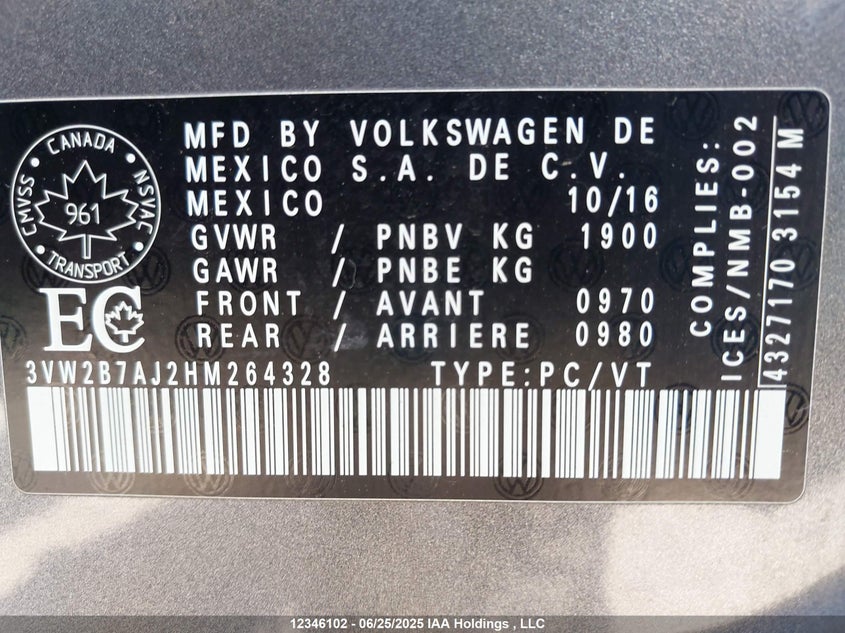 CANADA
CMVSS
NSVAC
961
TRANSPORT
EC
MFD BY VOLKSWAGEN DE
MEXICO S.A. DE C.V.
MEXICO 10/16
GVWR / PNBV KG 1900
GAWR / PNBE KG
FRONT / AVANT 0970
REAR / ARRIERE 0980
3VW2B7AJ2HM264328 TYPE:PC/VT
COMPLIES:
ICES/NMB-002
4327170 3154 M
12346102 - 06/25/2025 IAA Holdings , LLC